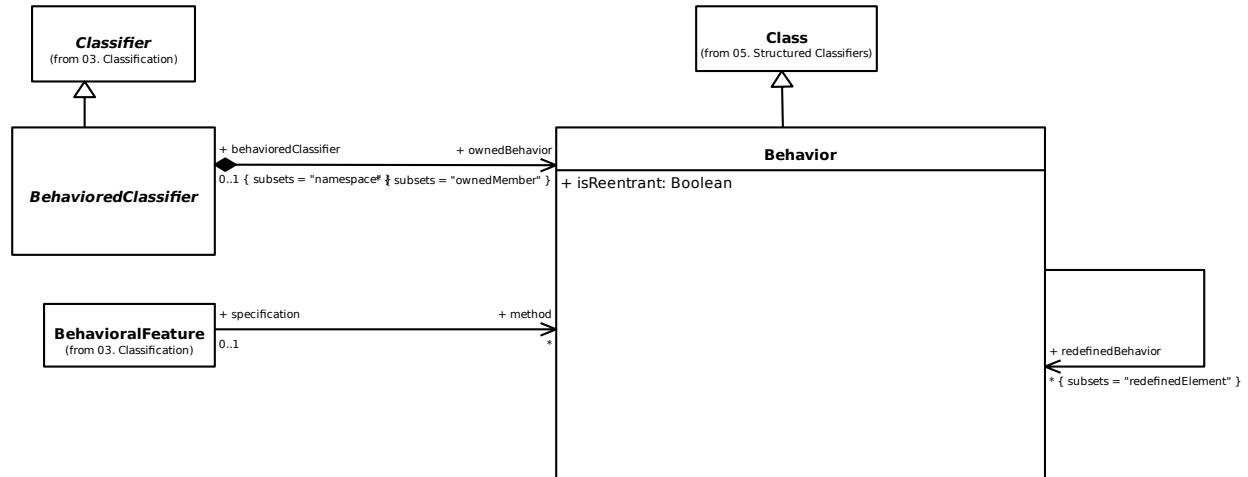 Classifier
(from 03. Classification)
Class
(from 05. Structured Classifiers)
BehavioredClassifier
+ behavioredClassifier
+ ownedBehavior
0..1 { subsets = "namespace" }
* { subsets = "ownedMember" }
Behavior
+ isReentrant: Boolean
BehavioralFeature
(from 03. Classification)
+ specification
+ method
0..1
*
+ redefinedBehavior
* { subsets = "redefinedElement" }